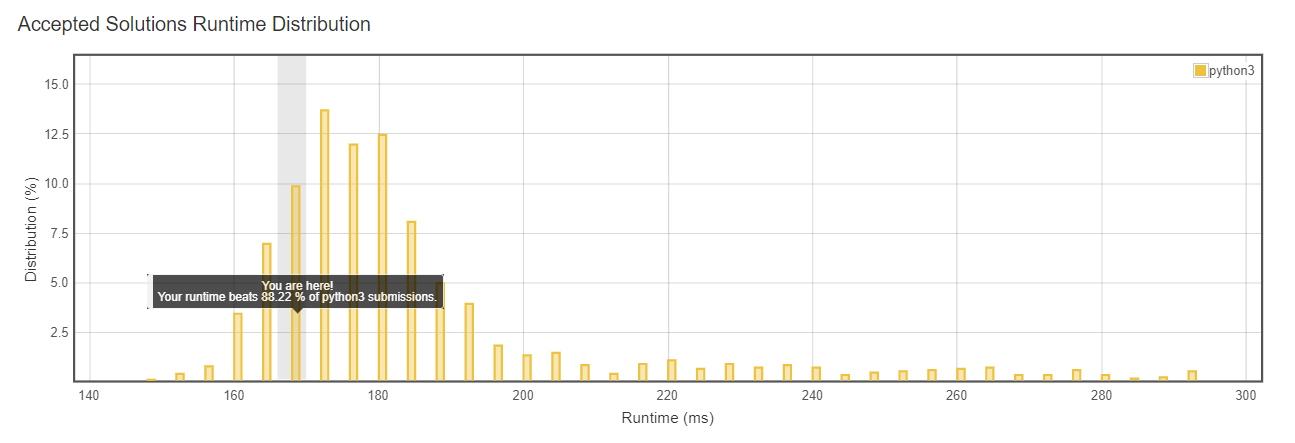 Accepted Solutions Runtime Distribution
python3
15.0
12.5
10.0
7.5
5.0
2.5
Distribution (%)
You are here!
Your runtime beats 88.22 % of python3 submissions.
140 160 180 200 220 240 260 280 300
Runtime (ms)